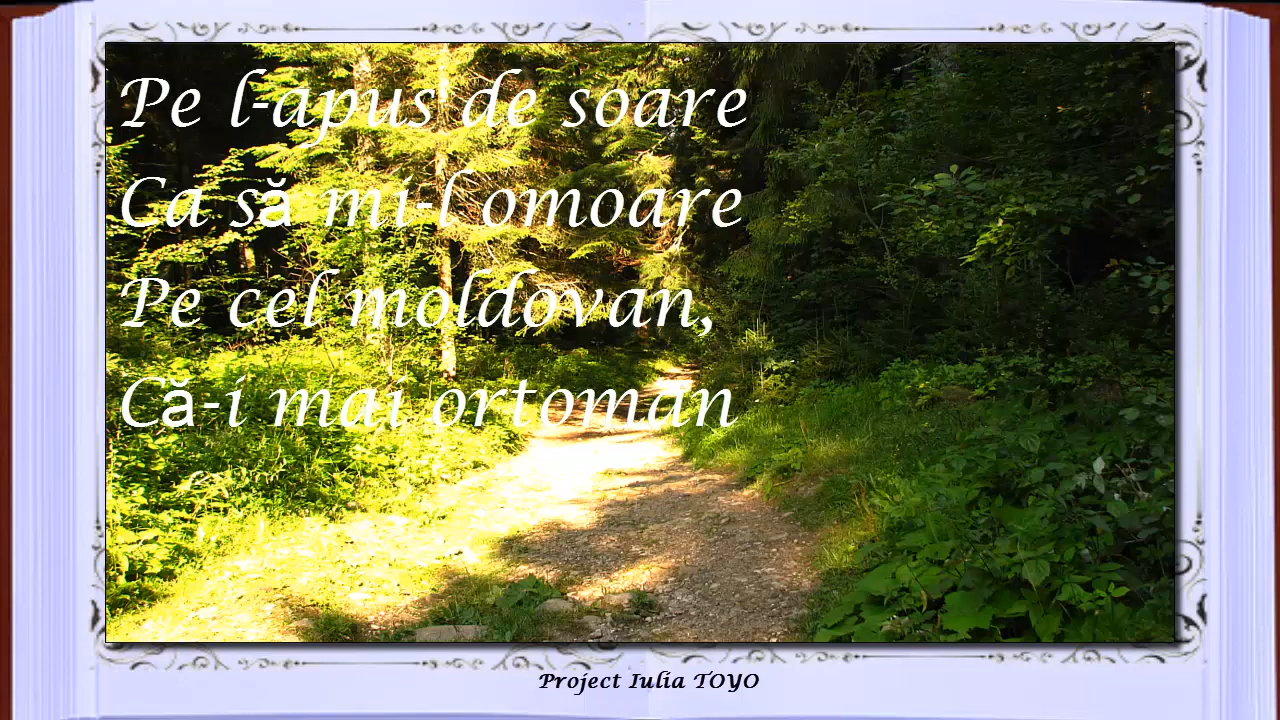 Pe l-apus de soare
Ca să mi-l omoare
Pe cel moldovan,
Că-i mai ortoman
Project Iulia TOYO